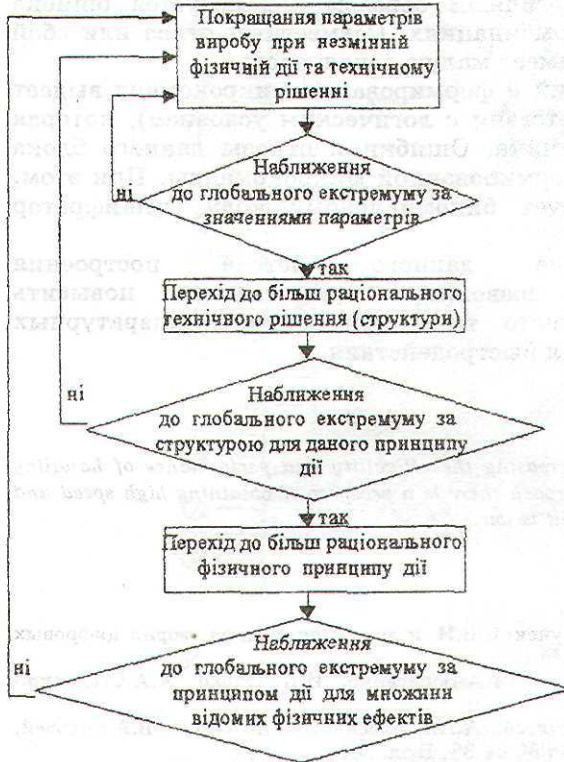 Покращання параметрів
виробу при незмінній
фізичній дії та технічному
рішенні
Наближення
до глобального екстремуму за
значеннями параметрів
ні
так
Перехід до більш раціонального
технічного рішення (структури)
ні
Наближення
до глобального екстремуму за
структурою для даного принципу
дії
так
Перехід до більш раціонального
фізичного принципу дії
ні
Наближення
до глобального екстремуму за
принципом дії для множини
відомих фізичних ефектів